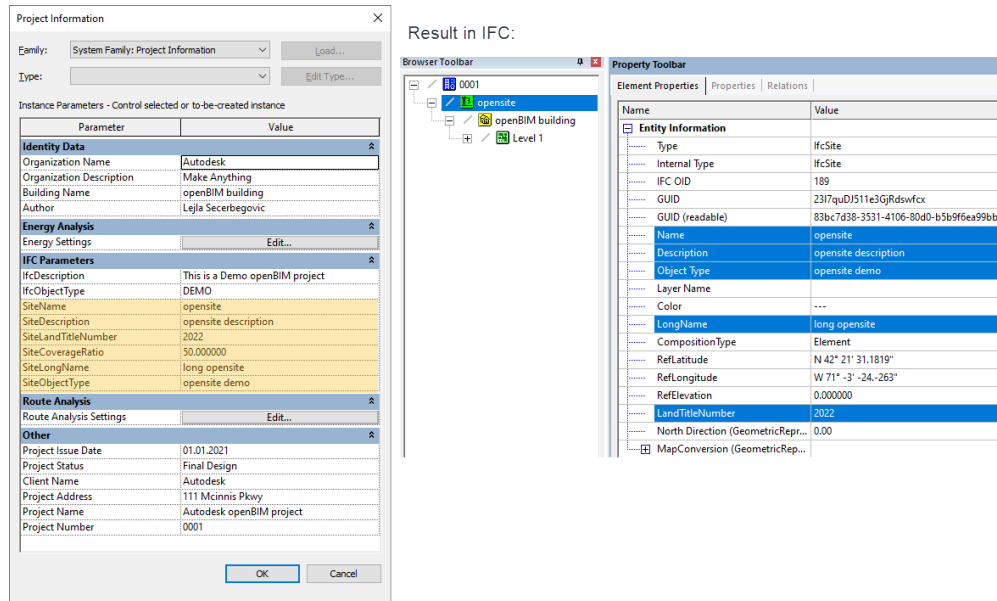 Project Information
Family: System Family: Project Information Load...
Type: Edit Type...
Instance Parameters - Control selected or to-be-created instance
Parameter Value
Identity Data
Organization Name Autodesk
Organization Description Make Anything
Building Name openBIM building
Author Lejla Secerbegovic
Energy Analysis
Energy Settings Edit...
IFC Parameters
IfcDescription This is a Demo openBIM project
IfcObjectType DEMO
SiteName opensite
SiteDescription opensite description
SiteLandTitleNumber 2022
SiteCoverageRatio 50.000000
SiteLongName long opensite
SiteObjectType opensite demo
Route Analysis
Route Analysis Settings Edit...
Other
Project Issue Date 01.01.2021
Project Status Final Design
Client Name Autodesk
Project Address 111 Mcinnis Pkwy
Project Name Autodesk openBIM project
Project Number 0001
OK Cancel
Result in IFC:
Browser Toolbar
0001
opensite
openBIM building
Level 1
Property Toolbar
Element Properties Properties Relations
Name Value
Entity Information
Type IfcSite
Internal Type IfcSite
IFC OID 189
GUID 23I7quDJ511e3GjRdswfcx
GUID (readable) 83bc7d38-3531-4106-80d0-b5b9f6ea99bb
Name opensite
Description opensite description
Object Type opensite demo
Layer Name
Color ---
LongName long opensite
CompositionType Element
RefLatitude N 42° 21' 31.1819"
RefLongitude W 71° -3' -24.-263"
RefElevation 0.000000
LandTitleNumber 2022
North Direction (GeometricRepr... 0.00
MapConversion (GeometricRep...